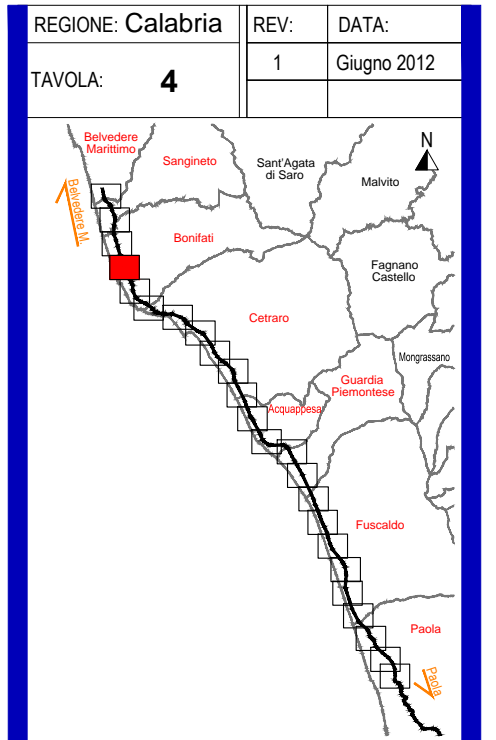 REGIONE: Calabria
REV:
DATA:
TAVOLA: 4
1
Giugno 2012
N
Belvedere
Marittimo
Sangineto
Sant'Agata
di Saro
Malvito
Belvedere M.
Bonifati
Fagnano
Castello
Cetraro
Mongrassano
Guardia
Piemontese
Acquappesa
Fuscaldo
Paola
Paola